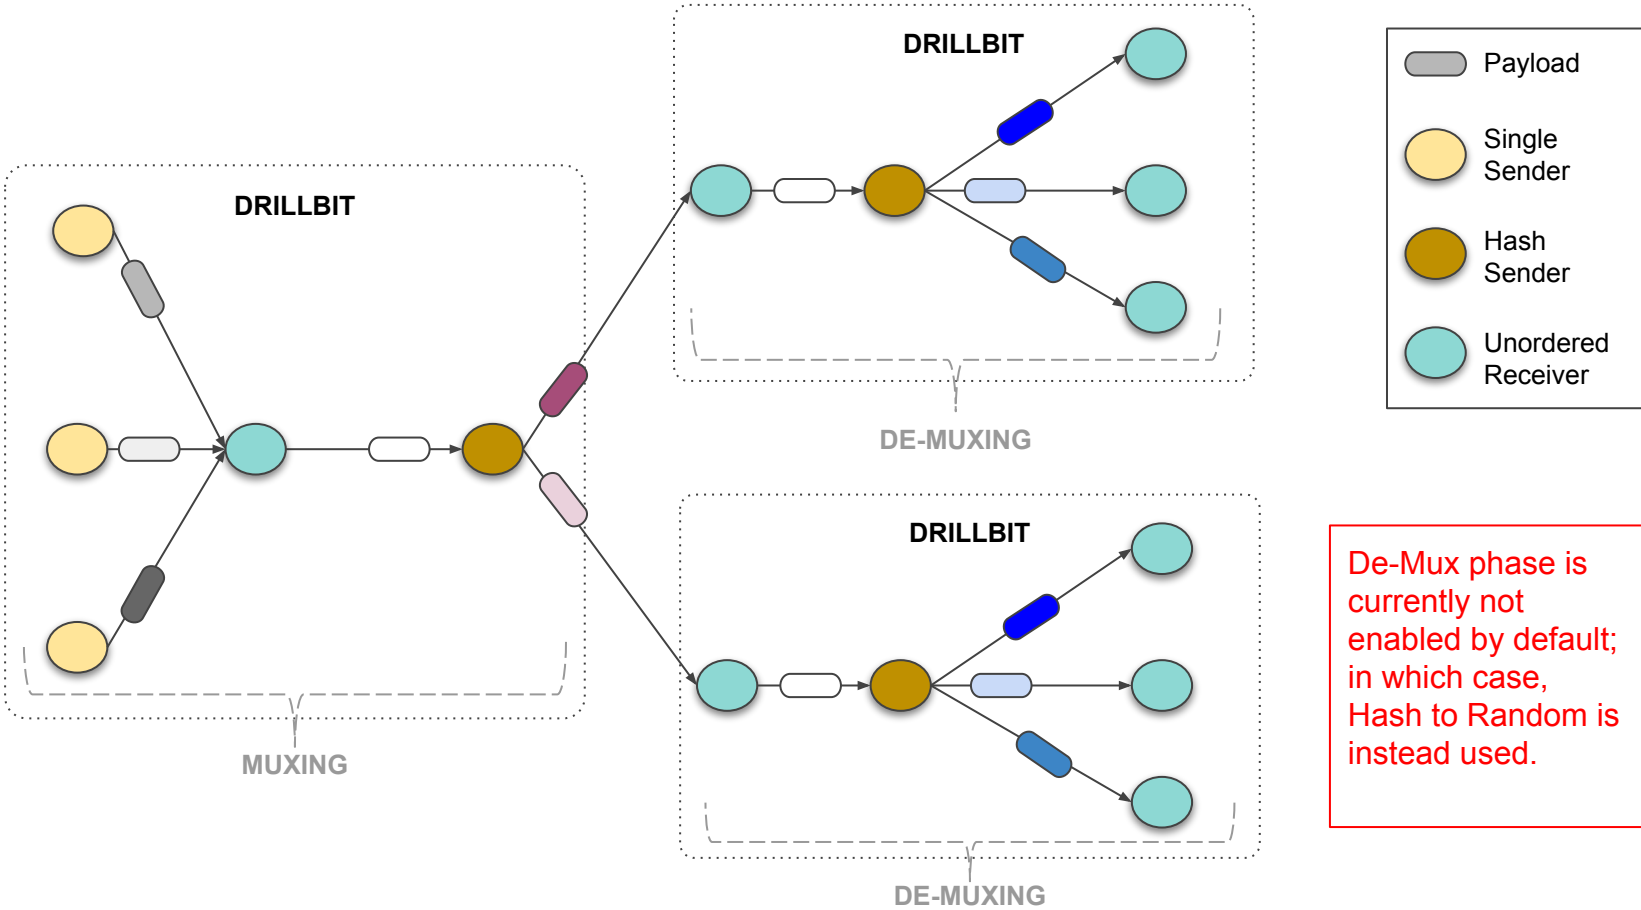 DRILLBIT
MUXING
DRILLBIT
DE-MUXING
DRILLBIT
DE-MUXING
Payload
Single
Sender
Hash
Sender
Unordered
Receiver
De-Mux phase is
currently not
enabled by default;
in which case,
Hash to Random is
instead used.